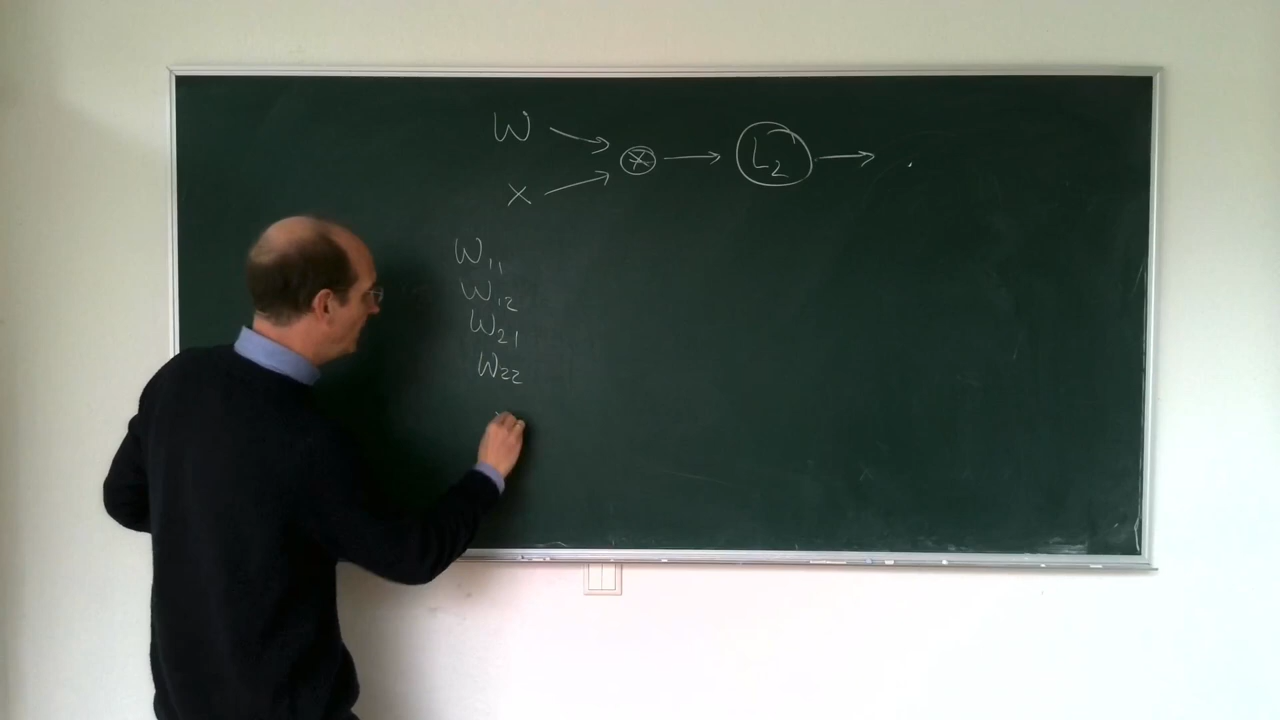 W → ⊛ → L₂ → .
x →
W₁₁
W₁₂
W₂₁
W₂₂